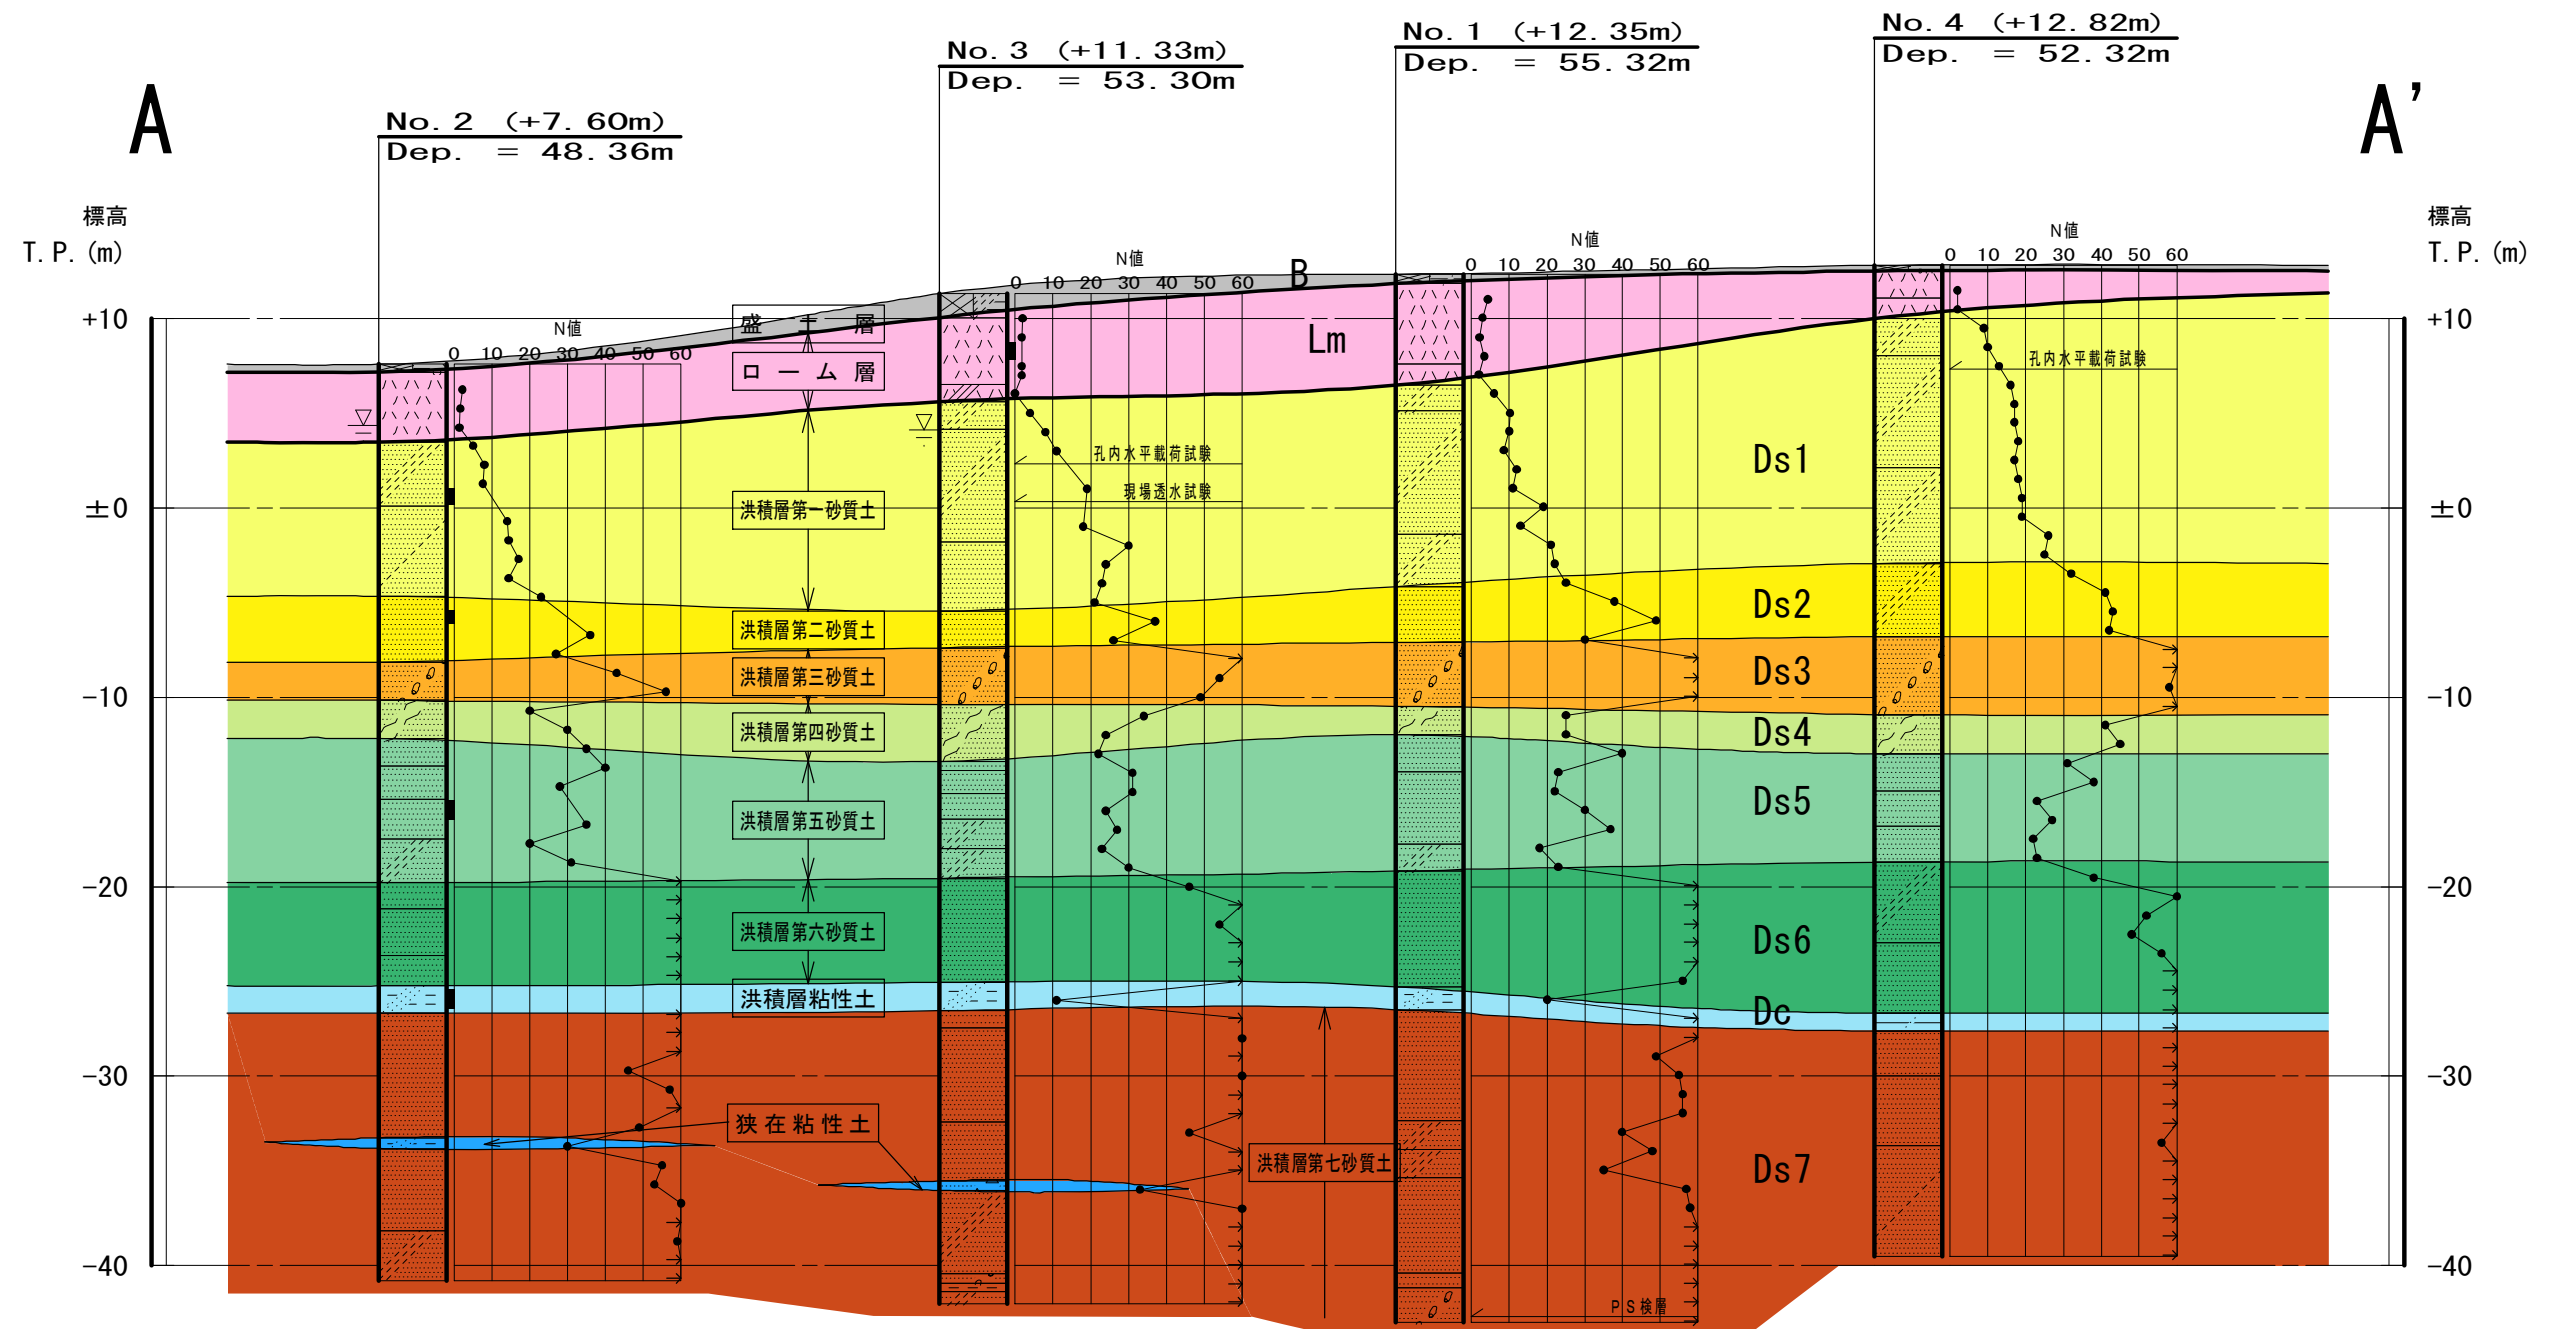 A
A'
No. 2 (+7. 60m)
Dep. = 48. 36m
No. 3 (+11. 33m)
Dep. = 53. 30m
No. 1 (+12. 35m)
Dep. = 55. 32m
No. 4 (+12. 82m)
Dep. = 52. 32m
標高
T. P. (m)
標高
T. P. (m)
N値
0 10 20 30 40 50 60
N値
0 10 20 30 40 50 60
N値
0 10 20 30 40 50 60
N値
0 10 20 30 40 50 60
+10
±0
-10
-20
-30
-40
+10
±0
-10
-20
-30
-40
盛土層
ローム層
洪積層第一砂質土
洪積層第二砂質土
洪積層第三砂質土
洪積層第四砂質土
洪積層第五砂質土
洪積層第六砂質土
洪積層粘性土
狭在粘性土
洪積層第七砂質土
孔内水平載荷試験
現場透水試験
孔内水平載荷試験
PS検層
B
Lm
Ds1
Ds2
Ds3
Ds4
Ds5
Ds6
Dc
Ds7